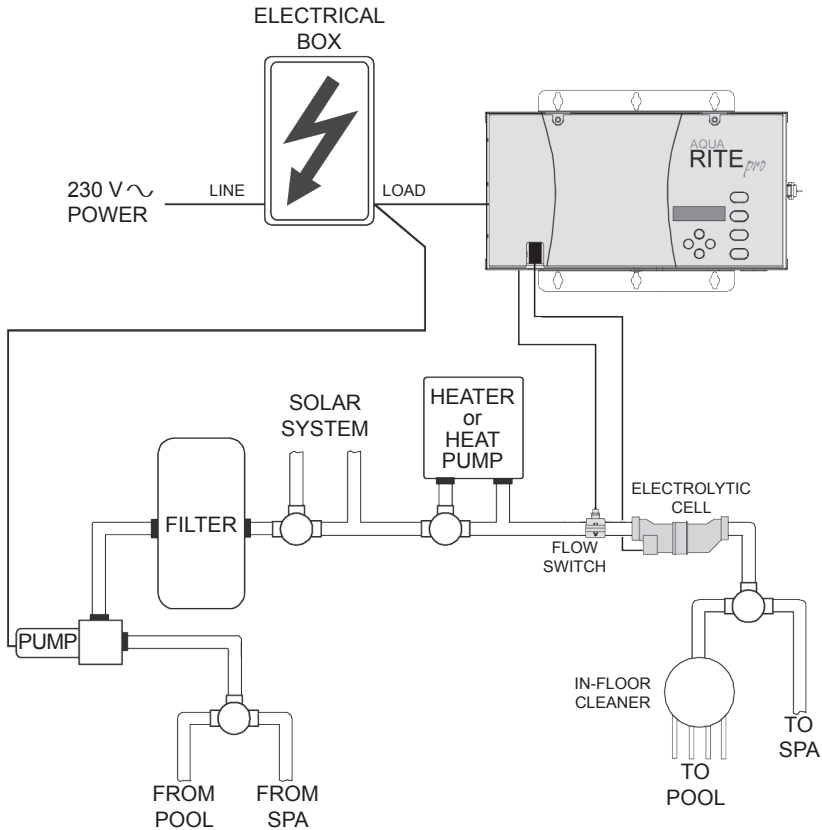 ELECTRICAL
BOX
230 V
POWER
LINE
LOAD
AQUA
RITE pro
SOLAR
SYSTEM
HEATER
or
HEAT
PUMP
FILTER
FLOW
SWITCH
ELECTROLYTIC
CELL
PUMP
IN-FLOOR
CLEANER
TO
SPA
TO
POOL
FROM
POOL
FROM
SPA